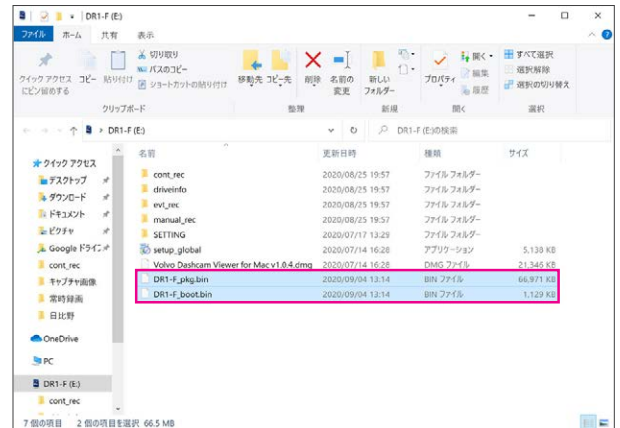 DR1-F (E:)
ファイル ホーム 共有 表示
クイック アクセス
にピン留めする
コピー
貼り付け
切り取り
パスのコピー
ショートカットの貼り付け
クリップボード
移動先 コピー先 削除 名前の
変更
整理
新しい
フォルダー
新規
プロパティ
開く
編集
履歴
開く
すべて選択
選択解除
選択の切り替え
選択
DR1-F (E:)
DR1-F (E:)の検索
名前 更新日時 種類 サイズ
クイック アクセス
デスクトップ
ダウンロード
ドキュメント
ピクチャ
Google ドライ
cont_rec
キャプチャ画像
常時録画
日比野
OneDrive
PC
DR1-F (E:)
cont_rec
cont_rec 2020/08/25 19:57 ファイル フォルダー
driveinfo 2020/08/25 19:57 ファイル フォルダー
evt_rec 2020/08/25 19:57 ファイル フォルダー
manual_rec 2020/08/25 19:57 ファイル フォルダー
SETTING 2020/07/17 13:29 ファイル フォルダー
setup_global 2020/07/14 16:28 アプリケーション 5,138 KB
Volvo Dashcam Viewer for Mac v1.0.4.dmg 2020/07/14 16:28 DMG ファイル 21,346 KB
DR1-F_pkg.bin 2020/09/04 13:14 BIN ファイル 66,971 KB
DR1-F_boot.bin 2020/09/04 13:14 BIN ファイル 1,129 KB
7 個の項目 2 個の項目を選択 66.5 MB